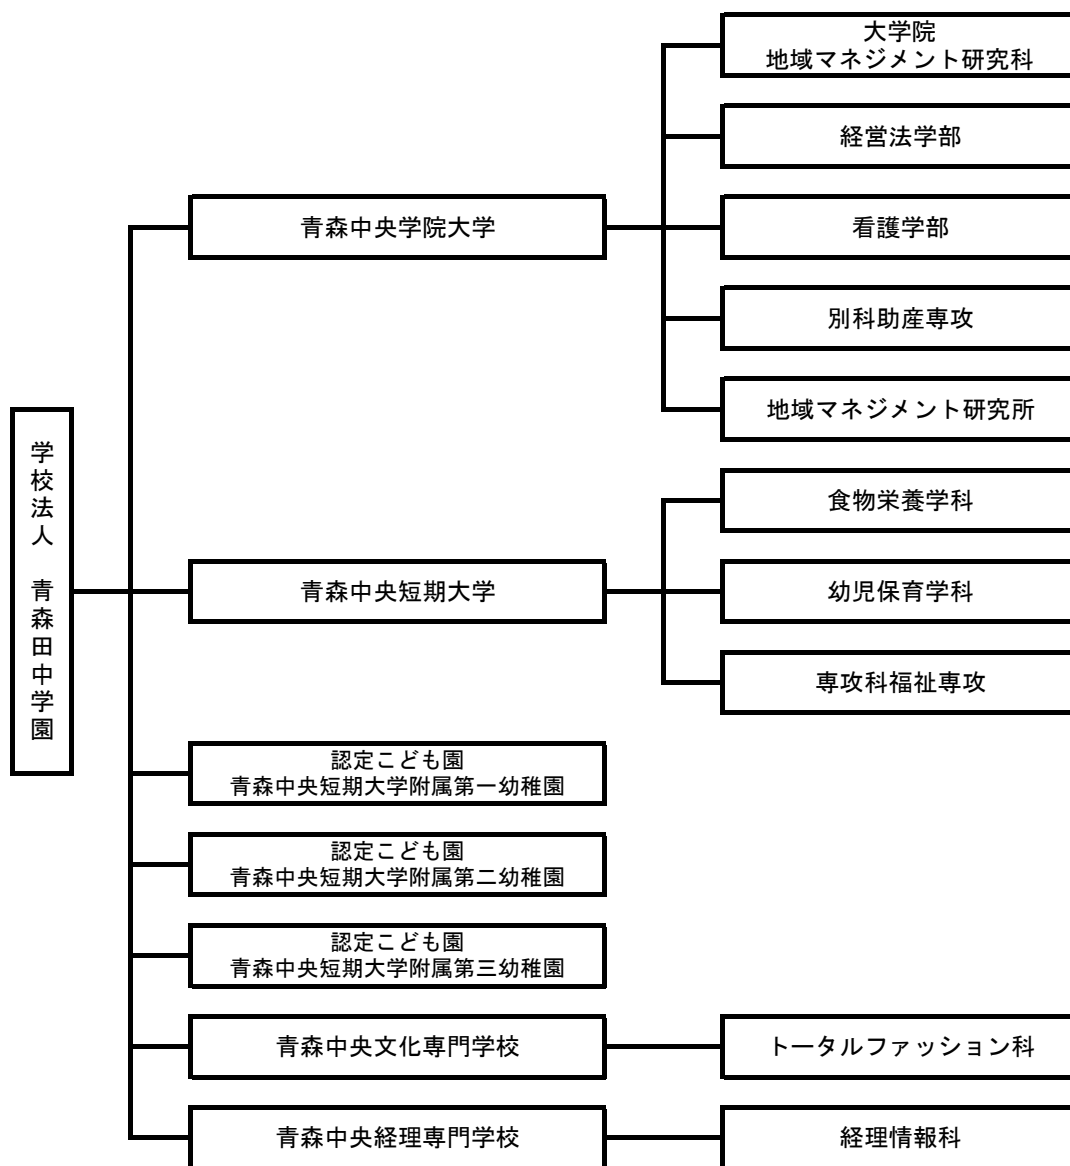 学校法人　青森田中学園
青森中央学院大学
大学院
地域マネジメント研究科
経営法学部
看護学部
別科助産専攻
地域マネジメント研究所
青森中央短期大学
食物栄養学科
幼児保育学科
専攻科福祉専攻
認定こども園
青森中央短期大学附属第一幼稚園
認定こども園
青森中央短期大学附属第二幼稚園
認定こども園
青森中央短期大学附属第三幼稚園
青森中央文化専門学校
トータルファッション科
青森中央経理専門学校
経理情報科